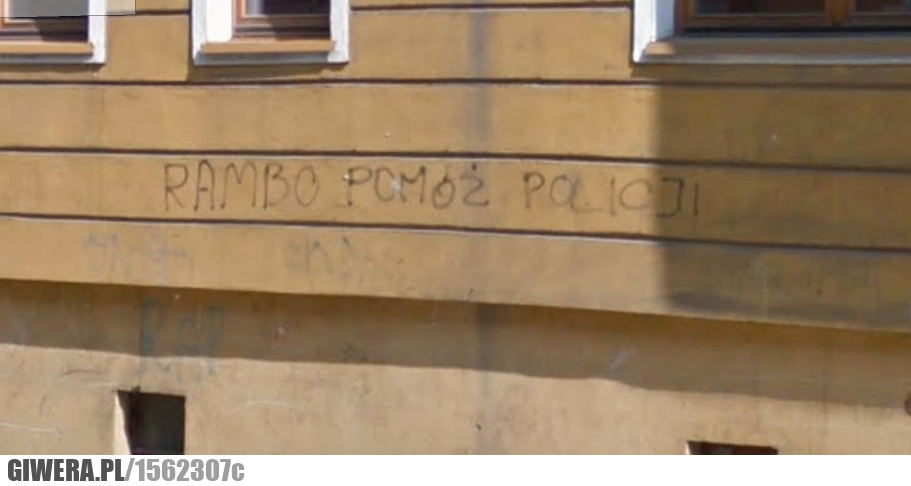 RAMBO POMÓŻ POLICJI
GIWERA.PL/1562307c